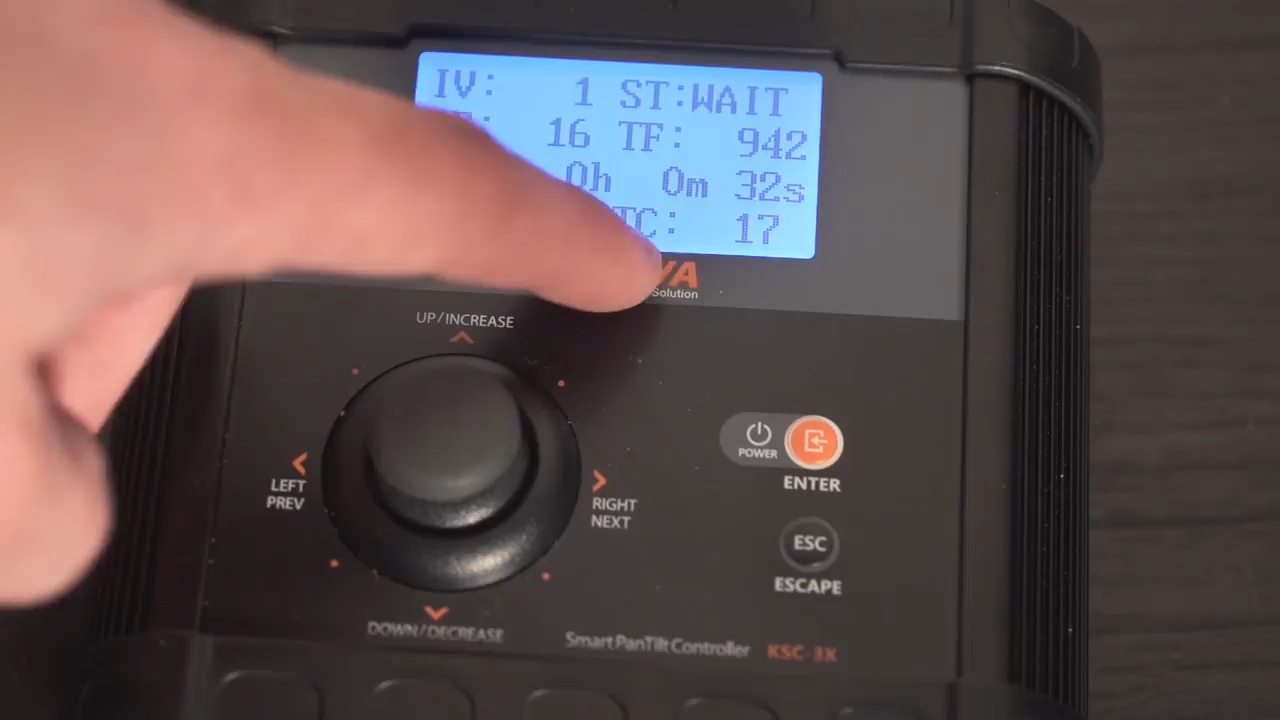 IV: 1 ST:WAIT
16 TF: 942
0h 0m 32s
TC: 17
Solution
UP/INCREASE
LEFT
PREV
RIGHT
NEXT
POWER
ENTER
ESC
ESCAPE
DOWN/DECREASE
Smart PanTilt Controller KSC-3X